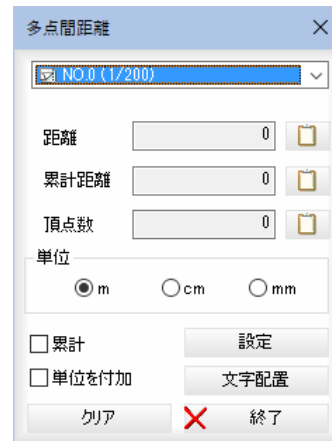 多点間距離
NO.0 (1/200)
距離 0
累計距離 0
頂点数 0
単位
m cm mm
累計 設定
単位を付加 文字配置
クリア 終了